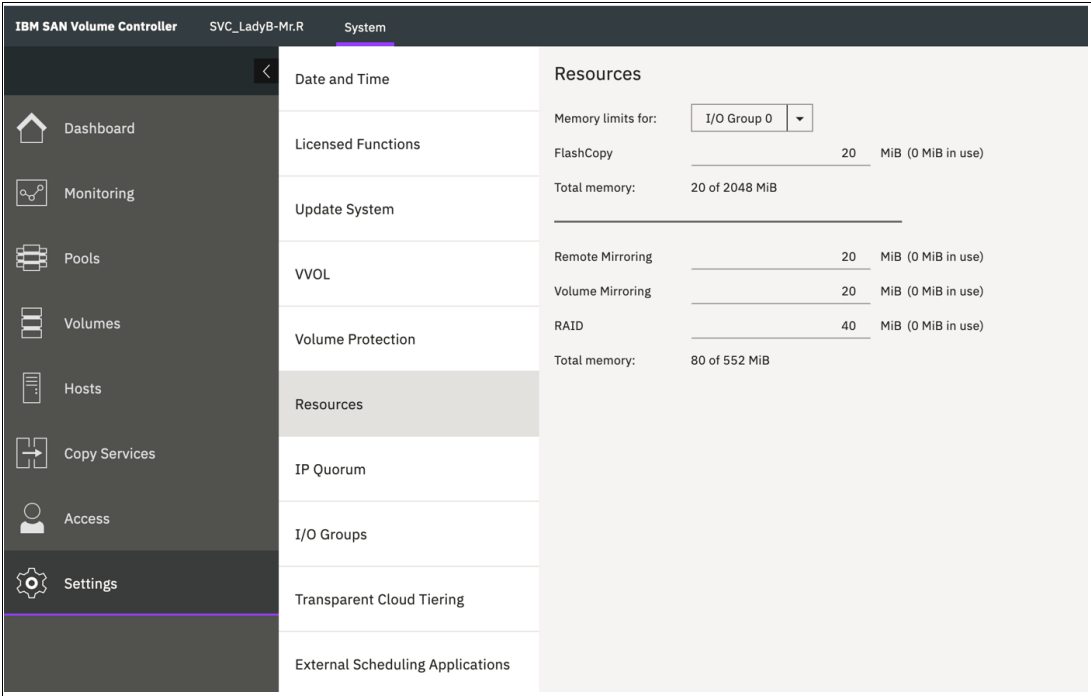 IBM SAN Volume Controller SVC_LadyB-Mr.R System
Dashboard
Monitoring
Pools
Volumes
Hosts
Copy Services
Access
Settings
Date and Time
Licensed Functions
Update System
VVOL
Volume Protection
Resources
IP Quorum
I/O Groups
Transparent Cloud Tiering
External Scheduling Applications
Resources
Memory limits for: I/O Group 0
FlashCopy 20 MiB (0 MiB in use)
Total memory: 20 of 2048 MiB
Remote Mirroring 20 MiB (0 MiB in use)
Volume Mirroring 20 MiB (0 MiB in use)
RAID 40 MiB (0 MiB in use)
Total memory: 80 of 552 MiB